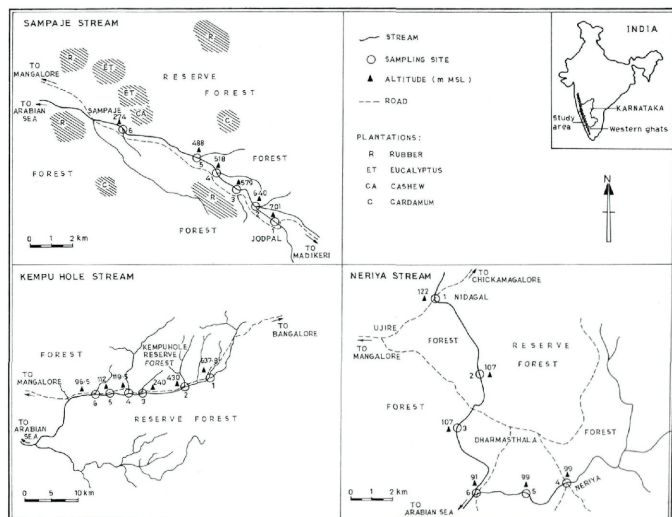 SAMPAJE STREAM
TO
MANGALORE
TO
ARABIAN
SEA
R
R
ET
ET
CA
R
C
C
R
RESERVE
FOREST
SAMPAJE
274
6
488
5
518
4
579
3
640
2
701
1
FOREST
FOREST
FOREST
JODPAL
TO
MADIKERI
0 1 2 km
STREAM
SAMPLING SITE
ALTITUDE (m MSL)
ROAD
PLANTATIONS:
R RUBBER
ET EUCALYPTUS
CA CASHEW
C CARDAMUM
INDIA
KARNATAKA
Study
area
Western ghats
N
KEMPU HOLE STREAM
TO
BANGALORE
FOREST
KEMPUHOLE
RESERVE
FOREST
TO
MANGALORE
96·5
6
112
5
119·5
4
240
3
430
2
1
RESERVE FOREST
TO
ARABIAN
SEA
0 5 10 km
NERIYA STREAM
TO
CHICKAMAGALORE
122
1
NIDAGAL
UJIRE
TO
MANGALORE
FOREST
RESERVE
FOREST
107
2
FOREST
107
3
DHARMASTHALA
FOREST
91
6
99
5
99
4
NERIYA
TO
ARABIAN SEA
0 1 2 km